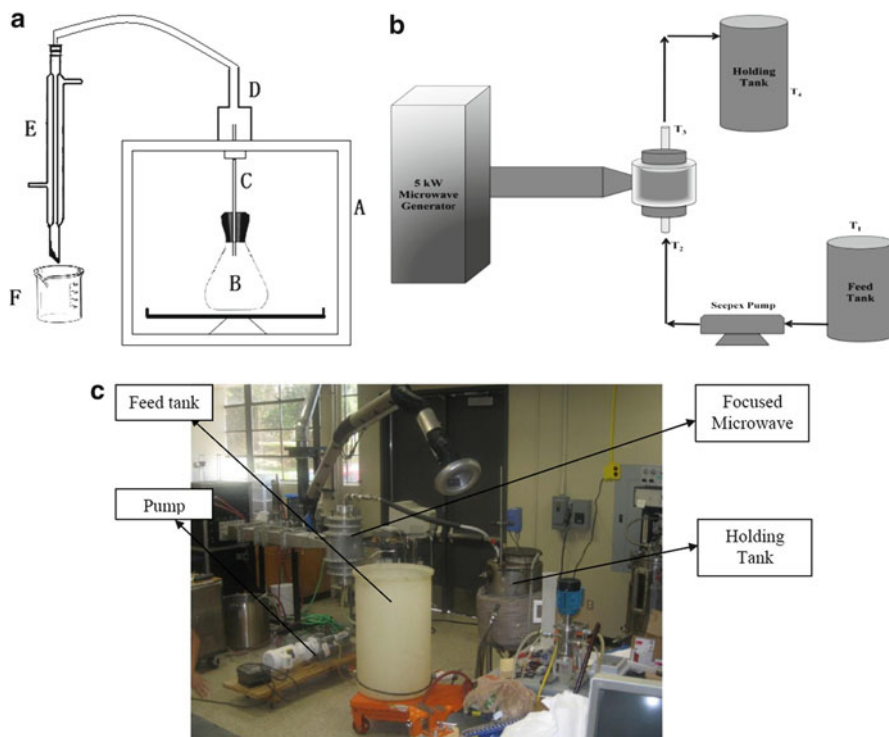 a
D
E
C
A
B
F
b
Holding
Tank
T4
T3
5 kW
Microwave
Generator
T2
T1
Feed
Tank
Seepex Pump
c
Feed tank
Focused
Microwave
Pump
Holding
Tank